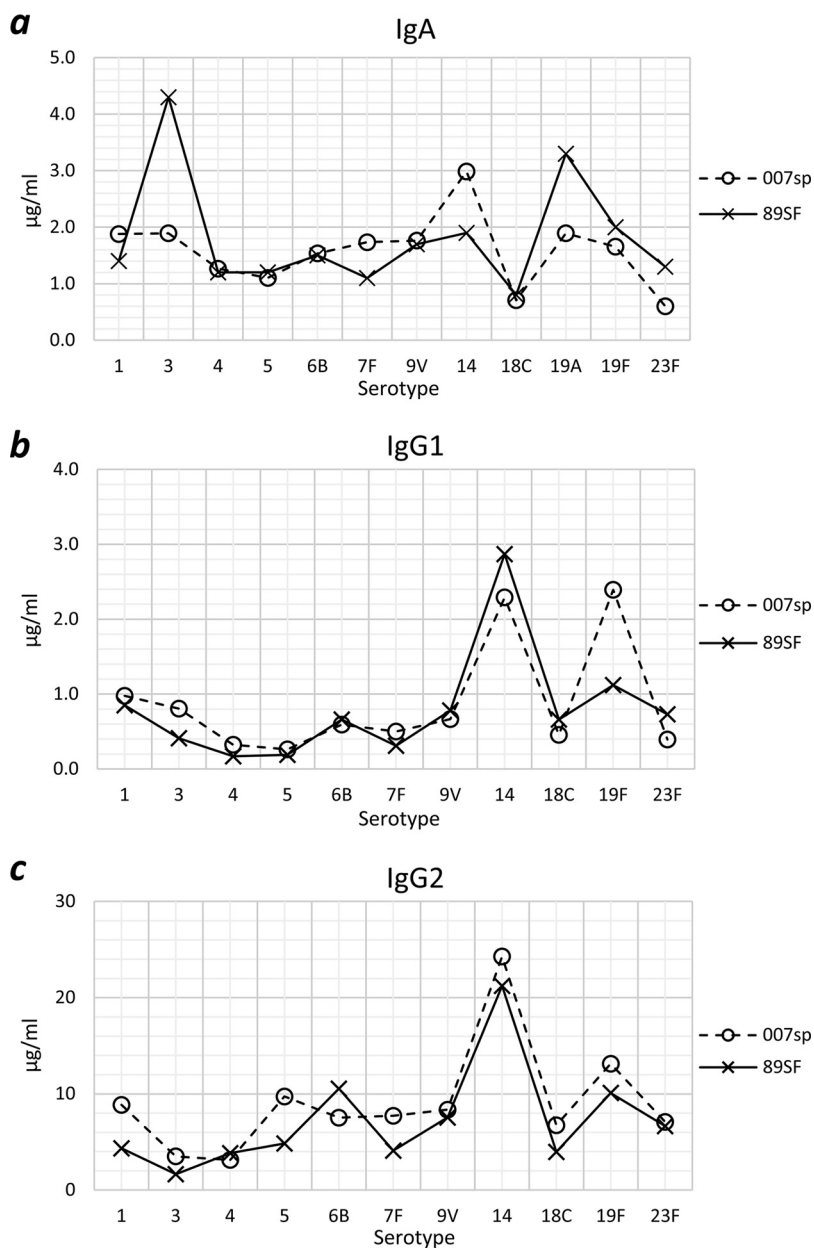 a
IgA
µg/ml
5.0
4.0
3.0
2.0
1.0
0.0
1 3 4 5 6B 7F 9V 14 18C 19A 19F 23F
Serotype
007sp
89SF
b
IgG1
µg/ml
4.0
3.0
2.0
1.0
0.0
1 3 4 5 6B 7F 9V 14 18C 19F 23F
Serotype
007sp
89SF
c
IgG2
µg/ml
30
20
10
0
1 3 4 5 6B 7F 9V 14 18C 19F 23F
Serotype
007sp
89SF